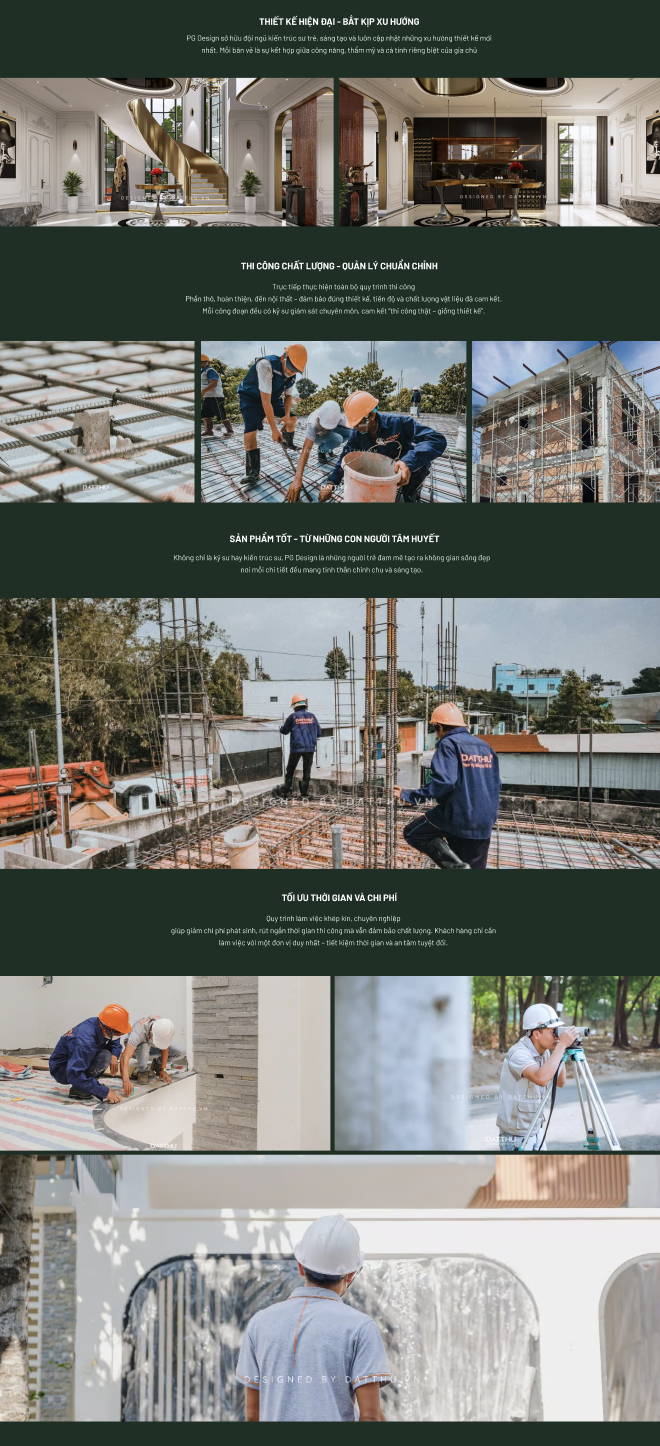 THIẾT KẾ HIỆN ĐẠI - BẮT KỊP XU HƯỚNG
PG Design sở hữu đội ngũ kiến trúc sư trẻ, sáng tạo và luôn cập nhật những xu hướng thiết kế mới
nhất. Mỗi bản vẽ là sự kết hợp giữa công năng, thẩm mỹ và cá tính riêng biệt của gia chủ
DESIGNED BY DATTHU.VN
DESIGNED BY DATTHU.VN
THI CÔNG CHẤT LƯỢNG - QUẢN LÝ CHUẨN CHỈNH
Trực tiếp thực hiện toàn bộ quy trình thi công
Phần thô, hoàn thiện, đến nội thất – đảm bảo đúng thiết kế, tiến độ và chất lượng vật liệu đã cam kết.
Mỗi công đoạn đều có kỹ sư giám sát chuyên môn, cam kết “thi công thật – giống thiết kế”.
DATTHU
SẢN PHẨM TỐT - TỪ NHỮNG CON NGƯỜI TÂM HUYẾT
Không chỉ là kỹ sư hay kiến trúc sư, PG Design là những người trẻ đam mê tạo ra không gian sống đẹp
nơi mỗi chi tiết đều mang tinh thần chỉnh chu và sáng tạo.
DATTHU
DATTHU
DESIGNED BY DATTHU.VN
TỐI ƯU THỜI GIAN VÀ CHI PHÍ
Quy trình làm việc khép kín, chuyên nghiệp
giúp giảm chi phí phát sinh, rút ngắn thời gian thi công mà vẫn đảm bảo chất lượng. Khách hàng chỉ cần
làm việc với một đơn vị duy nhất – tiết kiệm thời gian và an tâm tuyệt đối.
DESIGNED BY DATTHU.VN
DESIGNED BY DATTHU.VN
DATTHU
DATTHU
DESIGNED BY DATTHU.VN